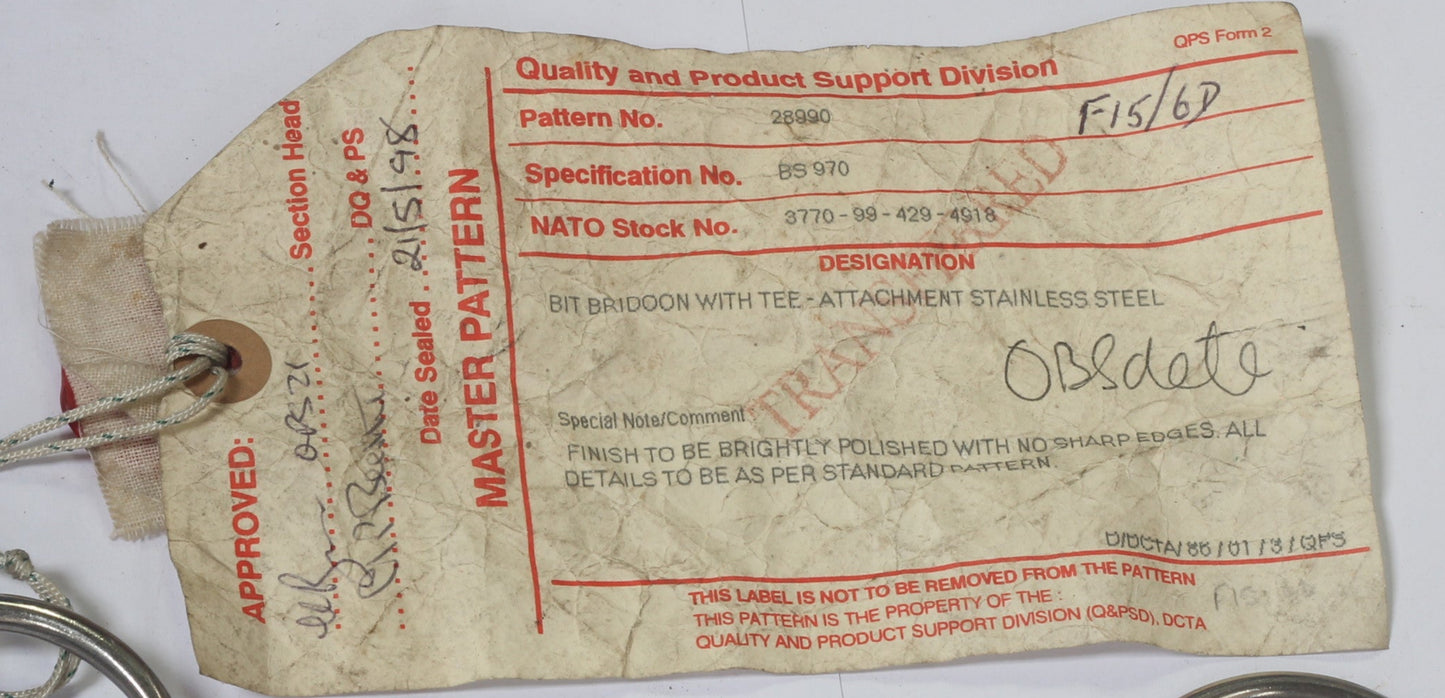 QPS Form 2
Quality and Product Support Division
Pattern No. 28990 F15/6D
Specification No. BS 970
NATO Stock No. 3770-99-429-4918
DESIGNATION
BIT BRIDOON WITH TEE-ATTACHMENT STAINLESS STEEL
OBSolete
Special Note/Comment:
FINISH TO BE BRIGHTLY POLISHED WITH NO SHARP EDGES. ALL
DETAILS TO BE AS PER STANDARD PATTERN.
D/DCTA/86/01/3/QPS
THIS LABEL IS NOT TO BE REMOVED FROM THE PATTERN
THIS PATTERN IS THE PROPERTY OF THE :
QUALITY AND PRODUCT SUPPORT DIVISION (Q&PSD), DCTA
TRANSFERRED
APPROVED:
Section Head
DQ & PS
Date Sealed 21/5/98
MASTER PATTERN